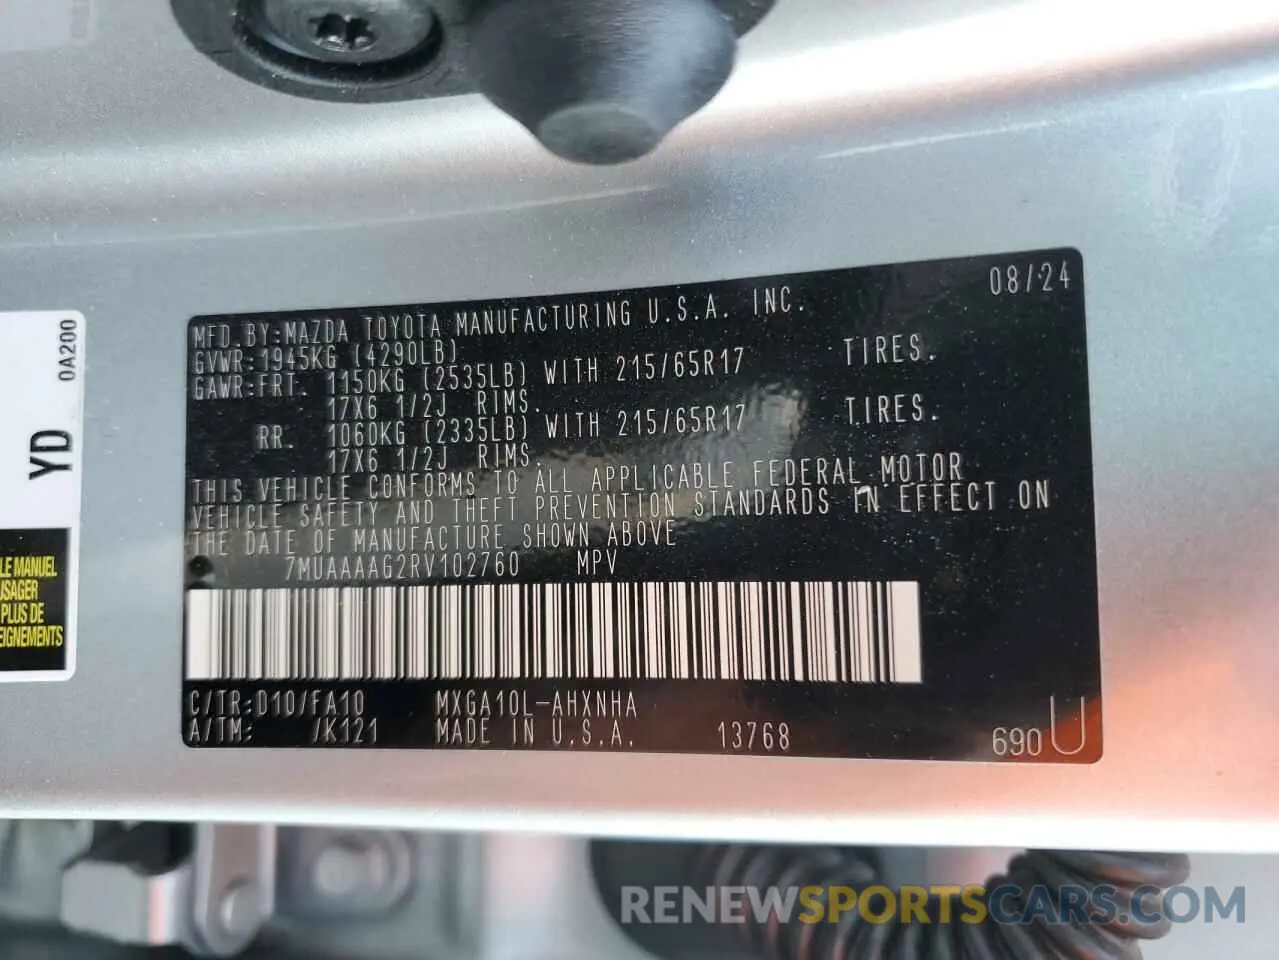 08/24
MFD.BY:MAZDA TOYOTA MANUFACTURING U.S.A. INC.
GVWR:1945KG (4290LB)
GAWR:FRT. 1150KG (2535LB) WITH 215/65R17 TIRES.
17X6 1/2J RIMS.
RR. 1060KG (2335LB) WITH 215/65R17 TIRES.
17X6 1/2J RIMS.
THIS VEHICLE CONFORMS TO ALL APPLICABLE FEDERAL MOTOR
VEHICLE SAFETY AND THEFT PREVENTION STANDARDS IN EFFECT ON
THE DATE OF MANUFACTURE SHOWN ABOVE
7MUAAAAG2RV102760 MPV
C/TR:D10/FA10 MXGA10L-AHXNHA
A/TM: /K121 MADE IN U.S.A. 13768 690 U
0A200
YD
LE MANUEL
USAGER
PLUS DE
EIGNEMENTS
RENEWSPORTSCARS.COM